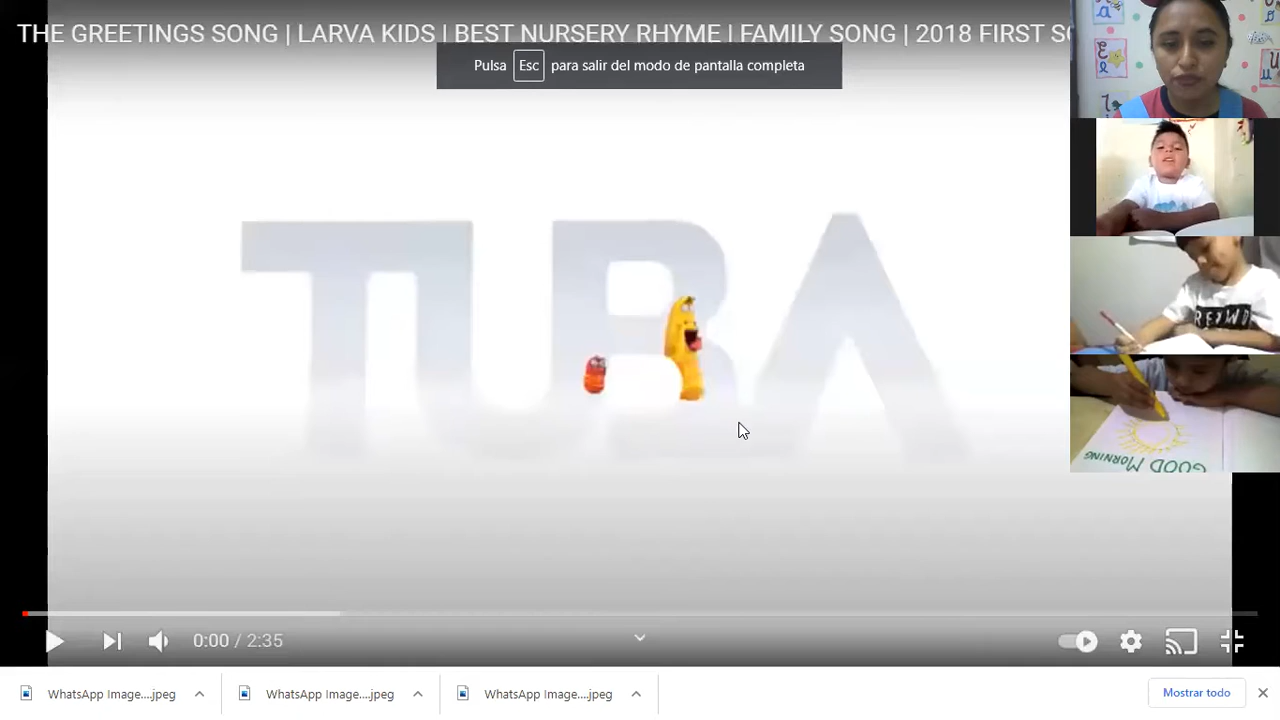 THE GREETINGS SONG | LARVA KIDS | BEST NURSERY RHYME | FAMILY SONG | 2018 FIRST
Pulsa Esc para salir del modo de pantalla completa
TUBA
GOOD MORNING
0:00 / 2:35
WhatsApp Image....jpeg
WhatsApp Image....jpeg
WhatsApp Image....jpeg
Mostrar todo